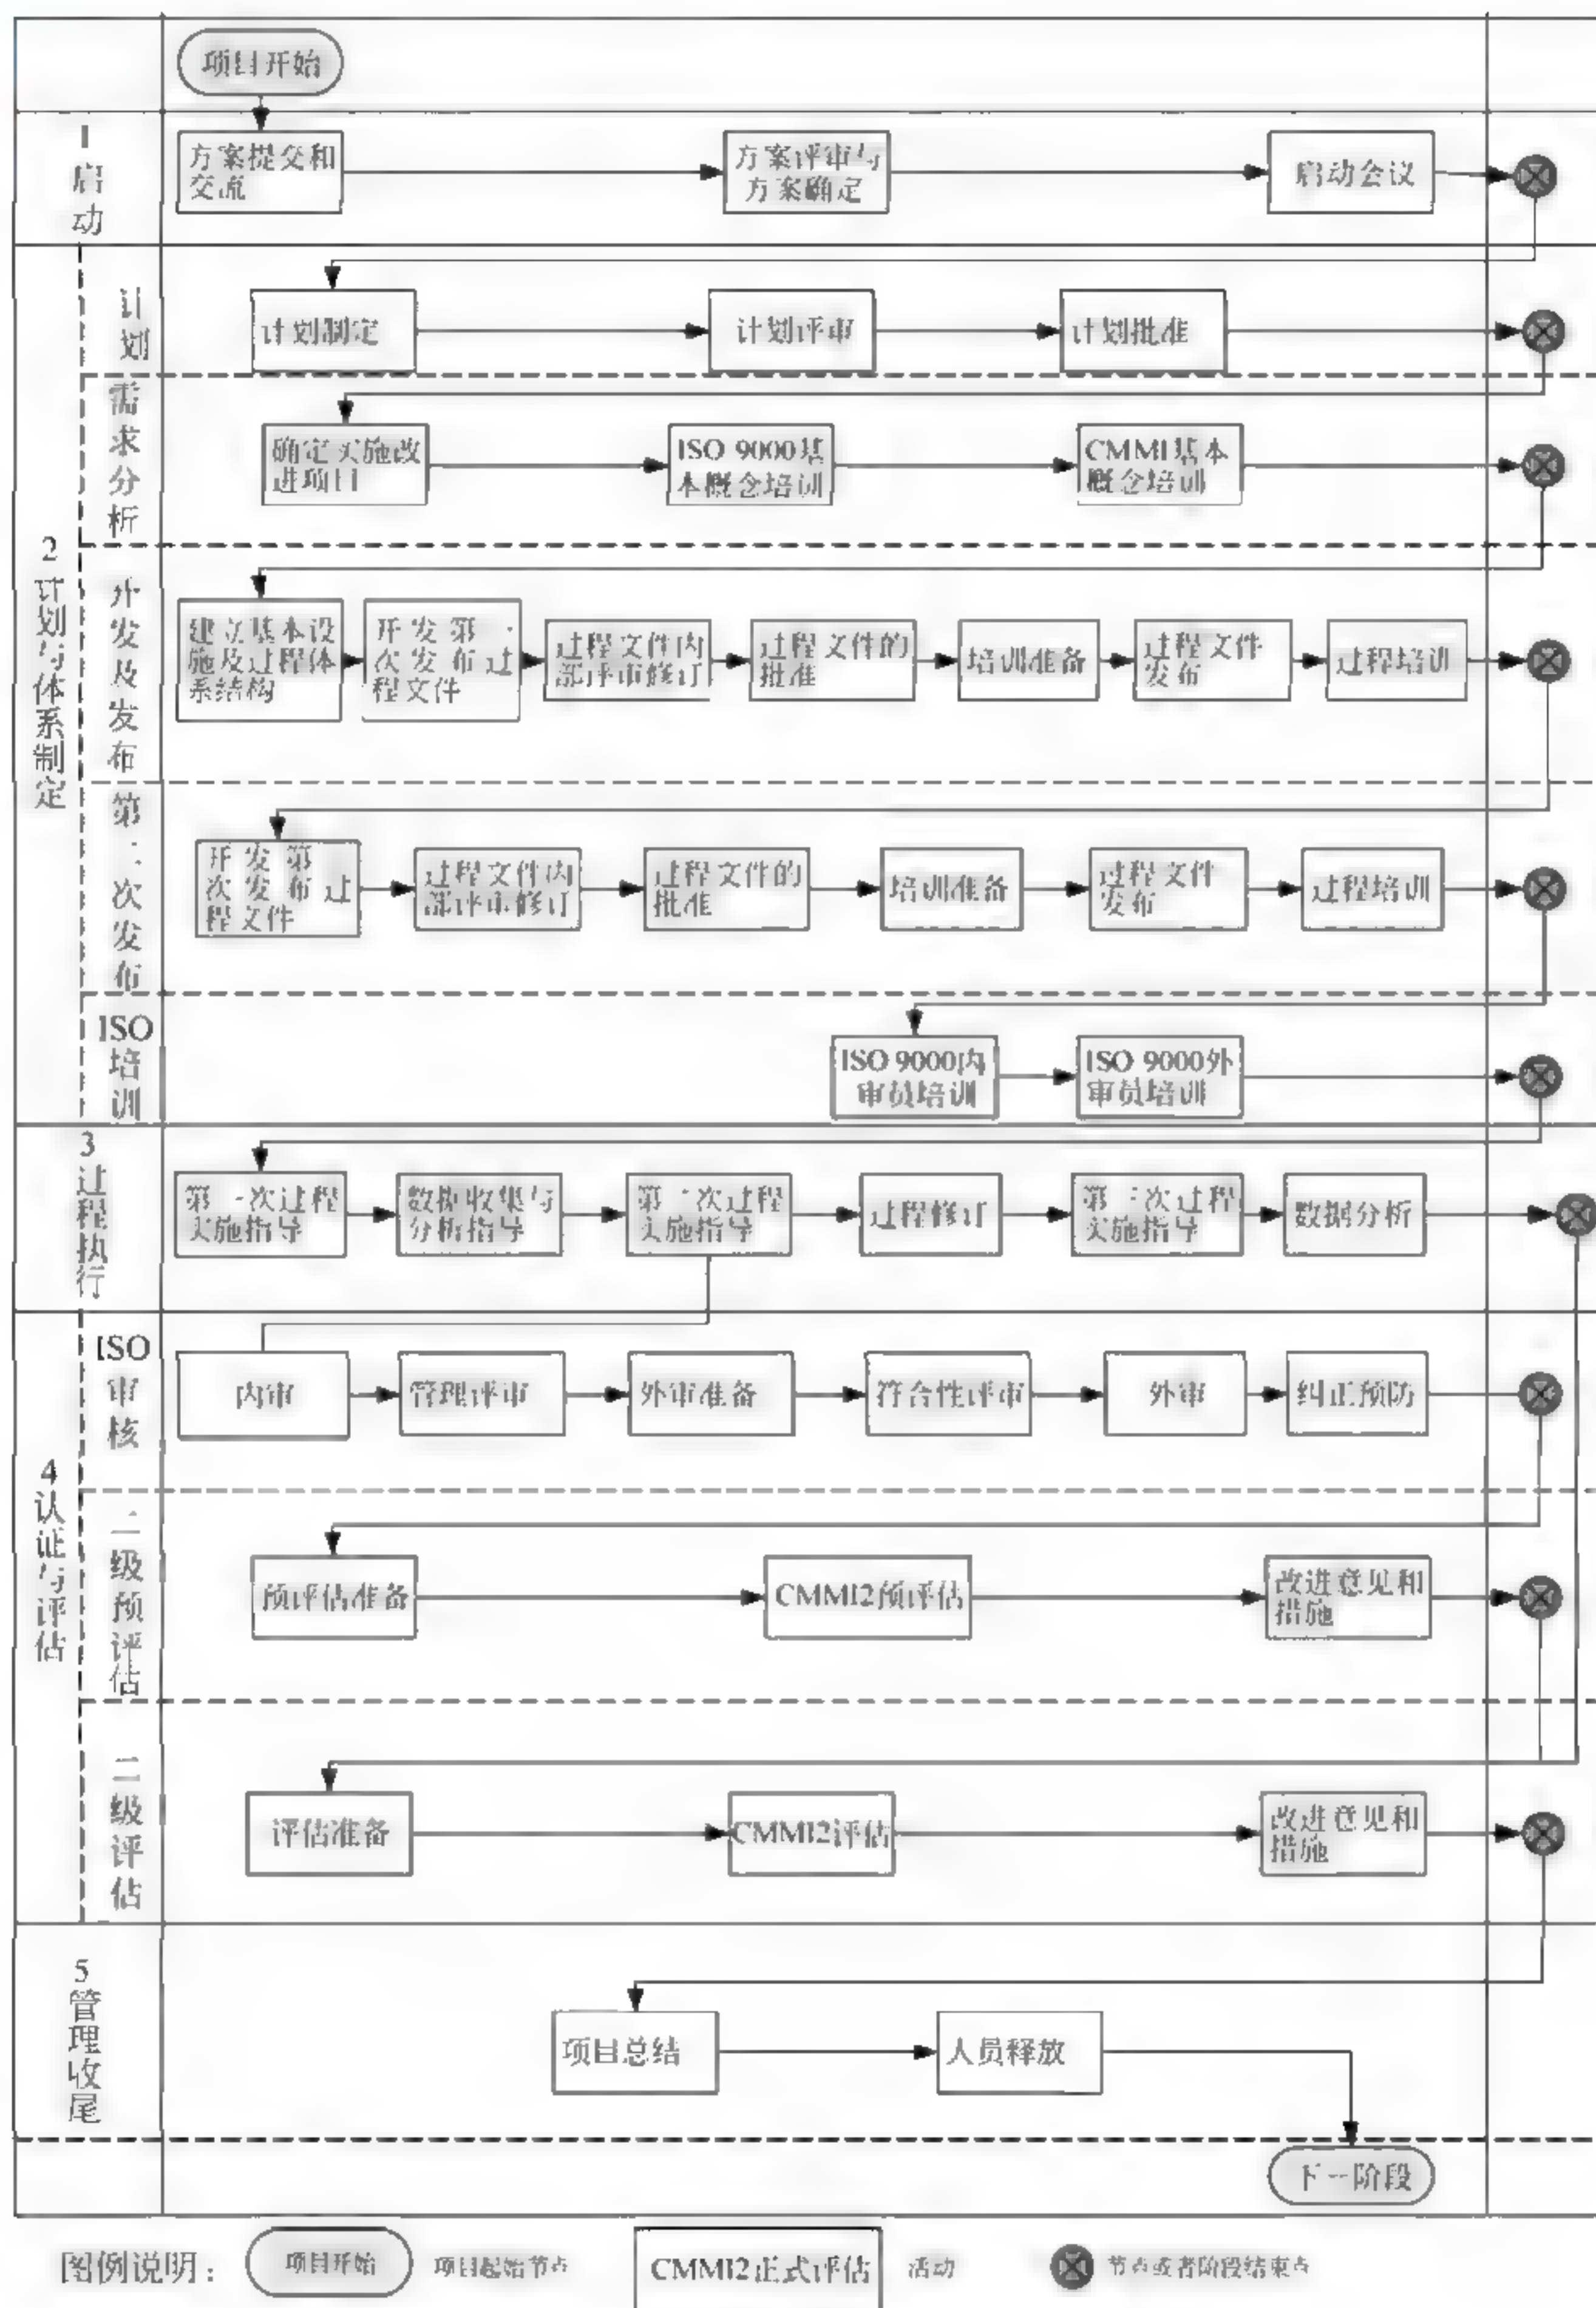 项目开始
1
启
动
方案提交和
交流
方案评审与
方案确定
启动会议
2
计划与体系制定
计
划
计划制定
计划评审
计划批准
需
求
分
析
确定实施改
进项目
ISO 9000基
本概念培训
CMMI基本
概念培训
开
发
及
发
布
建立基本设
施及过程体
系结构
开发第一
次发布过
程文件
过程文件内
部评审修订
过程文件的
批准
培训准备
过程文件
发布
过程培训
第
二
次
发
布
开发第
次发布过
程文件
过程文件内
部评审修订
过程文件的
批准
培训准备
过程文件
发布
过程培训
ISO
培
训
ISO 9000内
审员培训
ISO 9000外
审员培训
3
过程执行
第一次过程
实施指导
数据收集与
分析指导
第二次过程
实施指导
过程修订
第三次过程
实施指导
数据分析
4
认证与评估
ISO
审
核
内审
管理评审
外审准备
符合性评审
外审
纠正预防
二
级
预
评
估
预评估准备
CMMI2预评估
改进意见和
措施
二
级
评
估
评估准备
CMMI2评估
改进意见和
措施
5
管理收尾
项目总结
人员释放
下一阶段
图例说明：
项目开始
项目起始节点
CMMI2正式评估
活动
节点或者阶段结束点